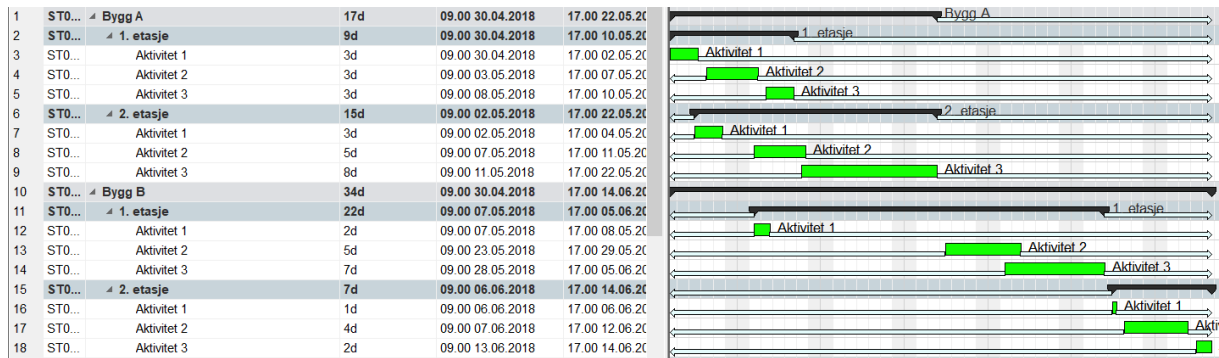 1 ST0... Bygg A 17d 09.00 30.04.2018 17.00 22.05.20 Bygg A
2 ST0... 1. etasje 9d 09.00 30.04.2018 17.00 10.05.20 1. etasje
3 ST0... Aktivitet 1 3d 09.00 30.04.2018 17.00 02.05.20 Aktivitet 1
4 ST0... Aktivitet 2 3d 09.00 03.05.2018 17.00 07.05.20 Aktivitet 2
5 ST0... Aktivitet 3 3d 09.00 08.05.2018 17.00 10.05.20 Aktivitet 3
6 ST0... 2. etasje 15d 09.00 02.05.2018 17.00 22.05.20 2. etasje
7 ST0... Aktivitet 1 3d 09.00 02.05.2018 17.00 04.05.20 Aktivitet 1
8 ST0... Aktivitet 2 5d 09.00 07.05.2018 17.00 11.05.20 Aktivitet 2
9 ST0... Aktivitet 3 8d 09.00 11.05.2018 17.00 22.05.20 Aktivitet 3
10 ST0... Bygg B 34d 09.00 30.04.2018 17.00 14.06.20
11 ST0... 1. etasje 22d 09.00 07.05.2018 17.00 05.06.20 1. etasje
12 ST0... Aktivitet 1 2d 09.00 07.05.2018 17.00 08.05.20 Aktivitet 1
13 ST0... Aktivitet 2 5d 09.00 23.05.2018 17.00 29.05.20 Aktivitet 2
14 ST0... Aktivitet 3 7d 09.00 28.05.2018 17.00 05.06.20 Aktivitet 3
15 ST0... 2. etasje 7d 09.00 06.06.2018 17.00 14.06.20
16 ST0... Aktivitet 1 1d 09.00 06.06.2018 17.00 06.06.20 Aktivitet 1
17 ST0... Aktivitet 2 4d 09.00 07.06.2018 17.00 12.06.20 Akti
18 ST0... Aktivitet 3 2d 09.00 13.06.2018 17.00 14.06.20